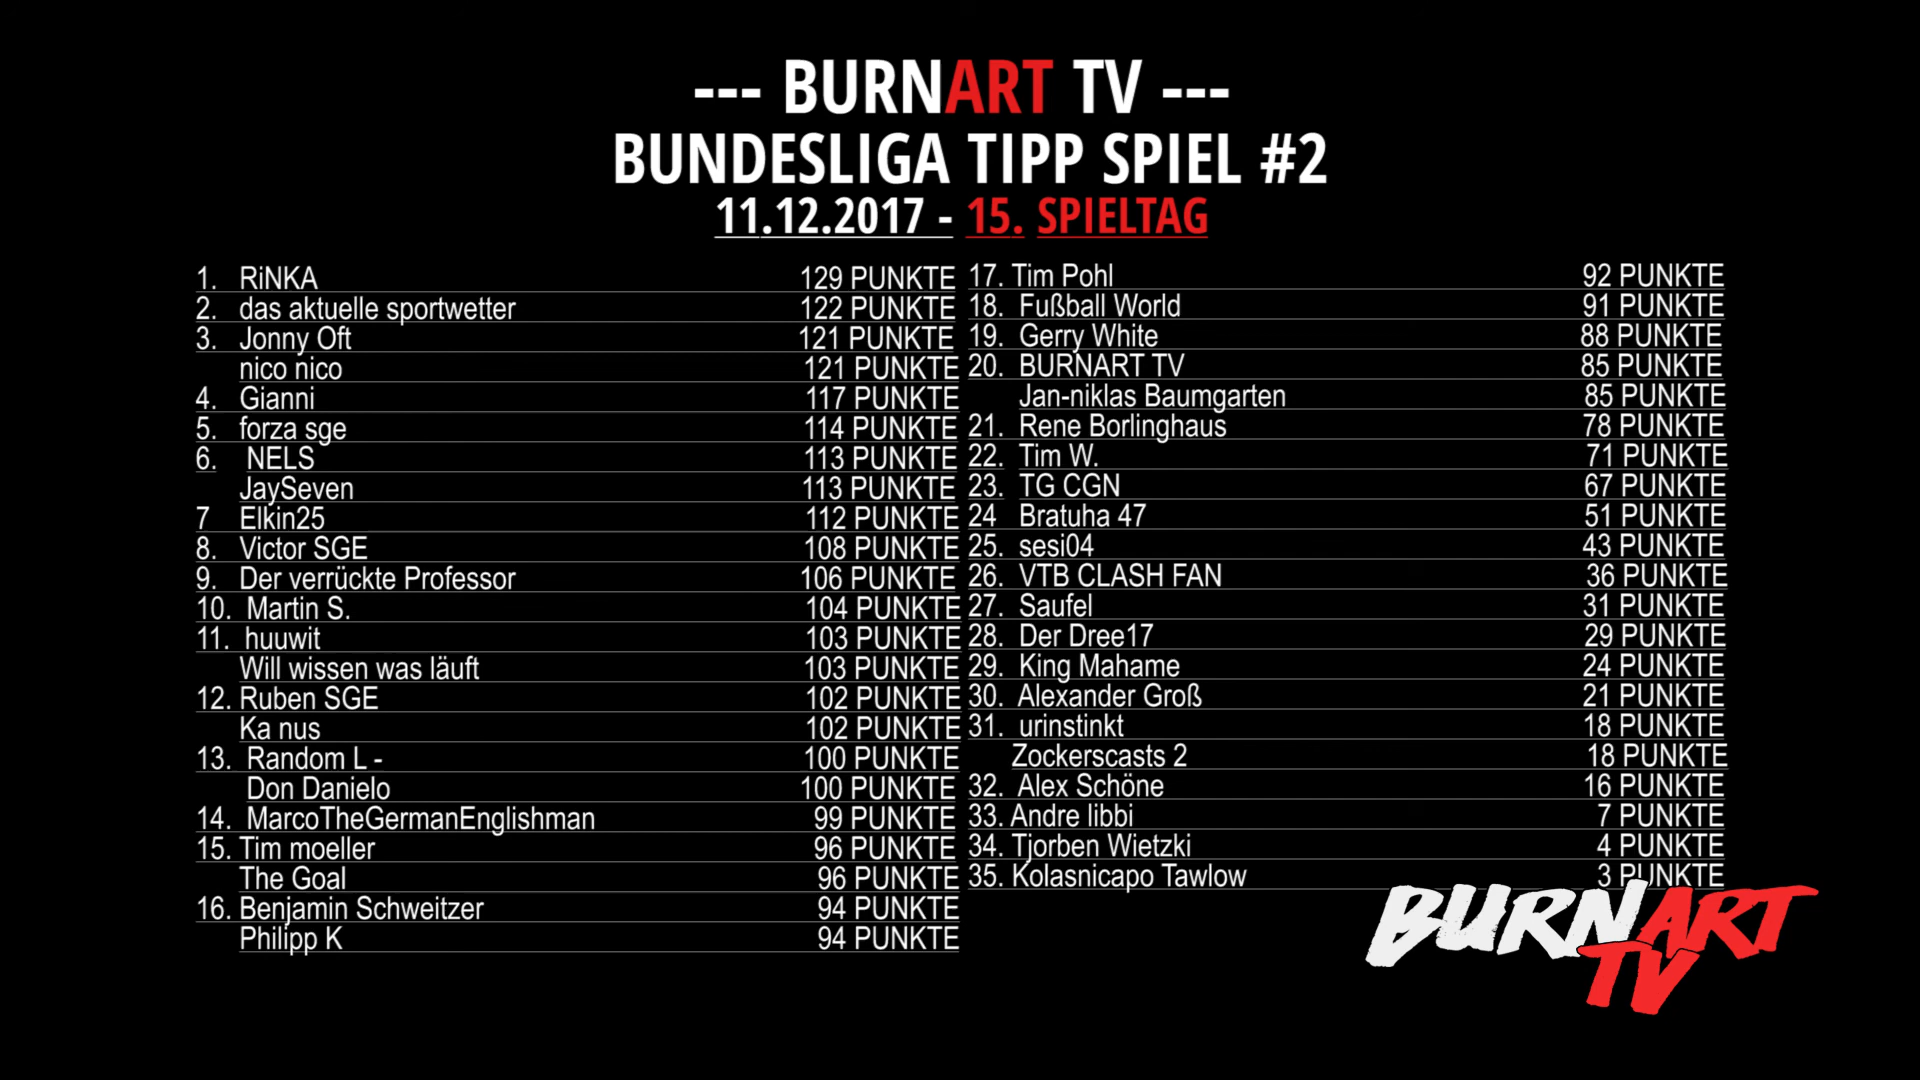 --- BURNART TV ---
BUNDESLIGA TIPP SPIEL #2
11.12.2017 - 15. SPIELTAG
1. RiNKA 129 PUNKTE
2. das aktuelle sportwetter 122 PUNKTE
3. Jonny Oft 121 PUNKTE
nico nico 121 PUNKTE
4. Gianni 117 PUNKTE
5. forza sge 114 PUNKTE
6. NELS 113 PUNKTE
JaySeven 113 PUNKTE
7 Elkin25 112 PUNKTE
8. Victor SGE 108 PUNKTE
9. Der verrückte Professor 106 PUNKTE
10. Martin S. 104 PUNKTE
11. huuwit 103 PUNKTE
Will wissen was läuft 103 PUNKTE
12. Ruben SGE 102 PUNKTE
Ka nus 102 PUNKTE
13. Random L - 100 PUNKTE
Don Danielo 100 PUNKTE
14. MarcoTheGermanEnglishman 99 PUNKTE
15. Tim moeller 96 PUNKTE
The Goal 96 PUNKTE
16. Benjamin Schweitzer 94 PUNKTE
Philipp K 94 PUNKTE
17. Tim Pohl 92 PUNKTE
18. Fußball World 91 PUNKTE
19. Gerry White 88 PUNKTE
20. BURNART TV 85 PUNKTE
Jan-niklas Baumgarten 85 PUNKTE
21. Rene Borlinghaus 78 PUNKTE
22. Tim W. 71 PUNKTE
23. TG CGN 67 PUNKTE
24 Bratuha 47 51 PUNKTE
25. sesi04 43 PUNKTE
26. VTB CLASH FAN 36 PUNKTE
27. Saufel 31 PUNKTE
28. Der Dree17 29 PUNKTE
29. King Mahame 24 PUNKTE
30. Alexander Groß 21 PUNKTE
31. urinstinkt 18 PUNKTE
Zockerscasts 2 18 PUNKTE
32. Alex Schöne 16 PUNKTE
33. Andre libbi 7 PUNKTE
34. Tjorben Wietzki 4 PUNKTE
35. Kolasnicapo Tawlow 3 PUNKTE
BURNART
TV